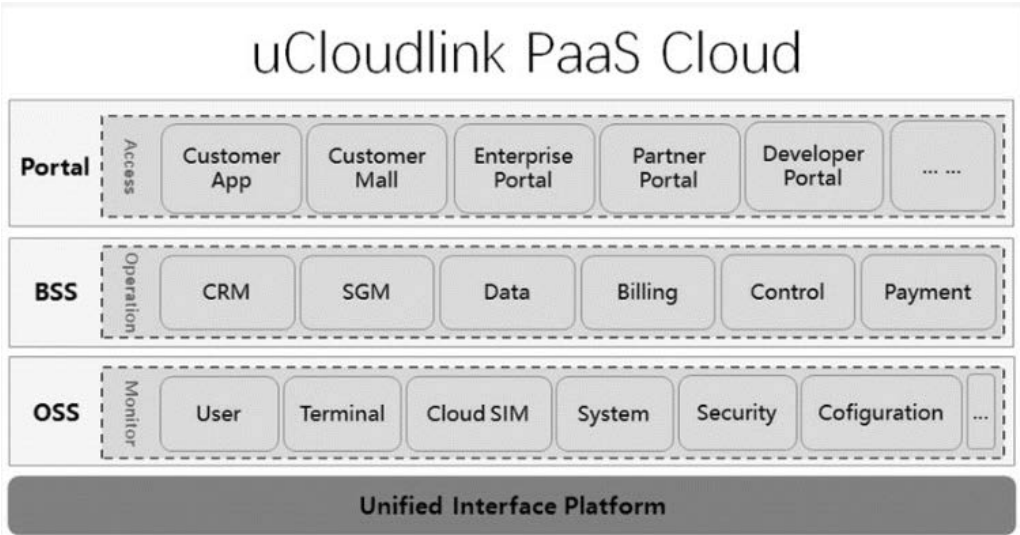 uCloudlink PaaS Cloud
Portal
Access
Customer
App
Customer
Mall
Enterprise
Portal
Partner
Portal
Developer
Portal
... ...
BSS
Operation
CRM
SGM
Data
Billing
Control
Payment
OSS
Monitor
User
Terminal
Cloud SIM
System
Security
Cofiguration
...
Unified Interface Platform